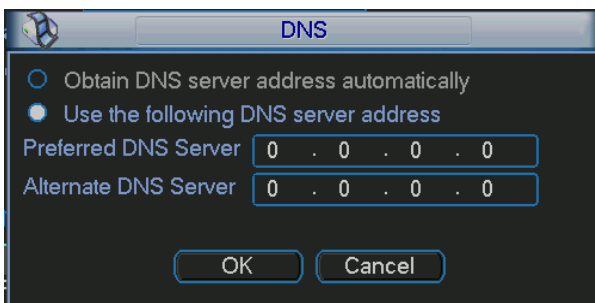 DNS
Obtain DNS server address automatically
Use the following DNS server address
Preferred DNS Server 0 . 0 . 0 . 0
Alternate DNS Server 0 . 0 . 0 . 0
OK Cancel